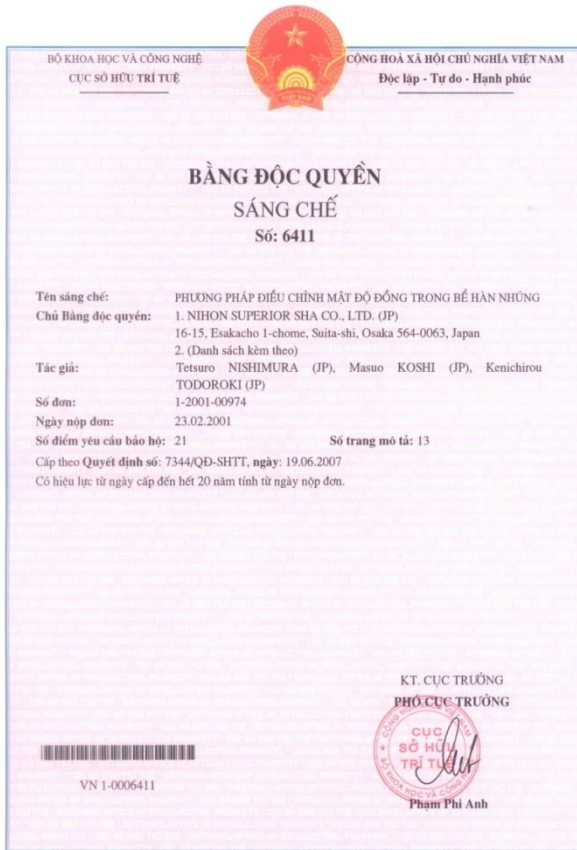 BỘ KHOA HỌC VÀ CÔNG NGHỆ
CỤC SỞ HỮU TRÍ TUỆ
CỘNG HOÀ XÃ HỘI CHỦ NGHĨA VIỆT NAM
Độc lập - Tự do - Hạnh phúc
VIỆT NAM
BẰNG ĐỘC QUYỀN
SÁNG CHẾ
Số: 6411
Tên sáng chế: PHƯƠNG PHÁP ĐIỀU CHỈNH MẬT ĐỘ ĐỒNG TRONG BỂ HÀN NHÚNG
Chủ Bằng độc quyền: 1. NIHON SUPERIOR SHA CO., LTD. (JP)
16-15, Esakacho 1-chome, Suita-shi, Osaka 564-0063, Japan
2. (Danh sách kèm theo)
Tác giả: Tetsuro NISHIMURA (JP), Masuo KOSHI (JP), Kenichirou
TODOROKI (JP)
Số đơn: 1-2001-00974
Ngày nộp đơn: 23.02.2001
Số điểm yêu cầu bảo hộ: 21 Số trang mô tả: 13
Cấp theo Quyết định số: 7344/QĐ-SHTT, ngày: 19.06.2007
Có hiệu lực từ ngày cấp đến hết 20 năm tính từ ngày nộp đơn.
KT. CỤC TRƯỞNG
PHÓ CỤC TRƯỞNG
CỤC
SỞ HỮU
TRÍ TUỆ
Phạm Phi Anh
VN 1-0006411